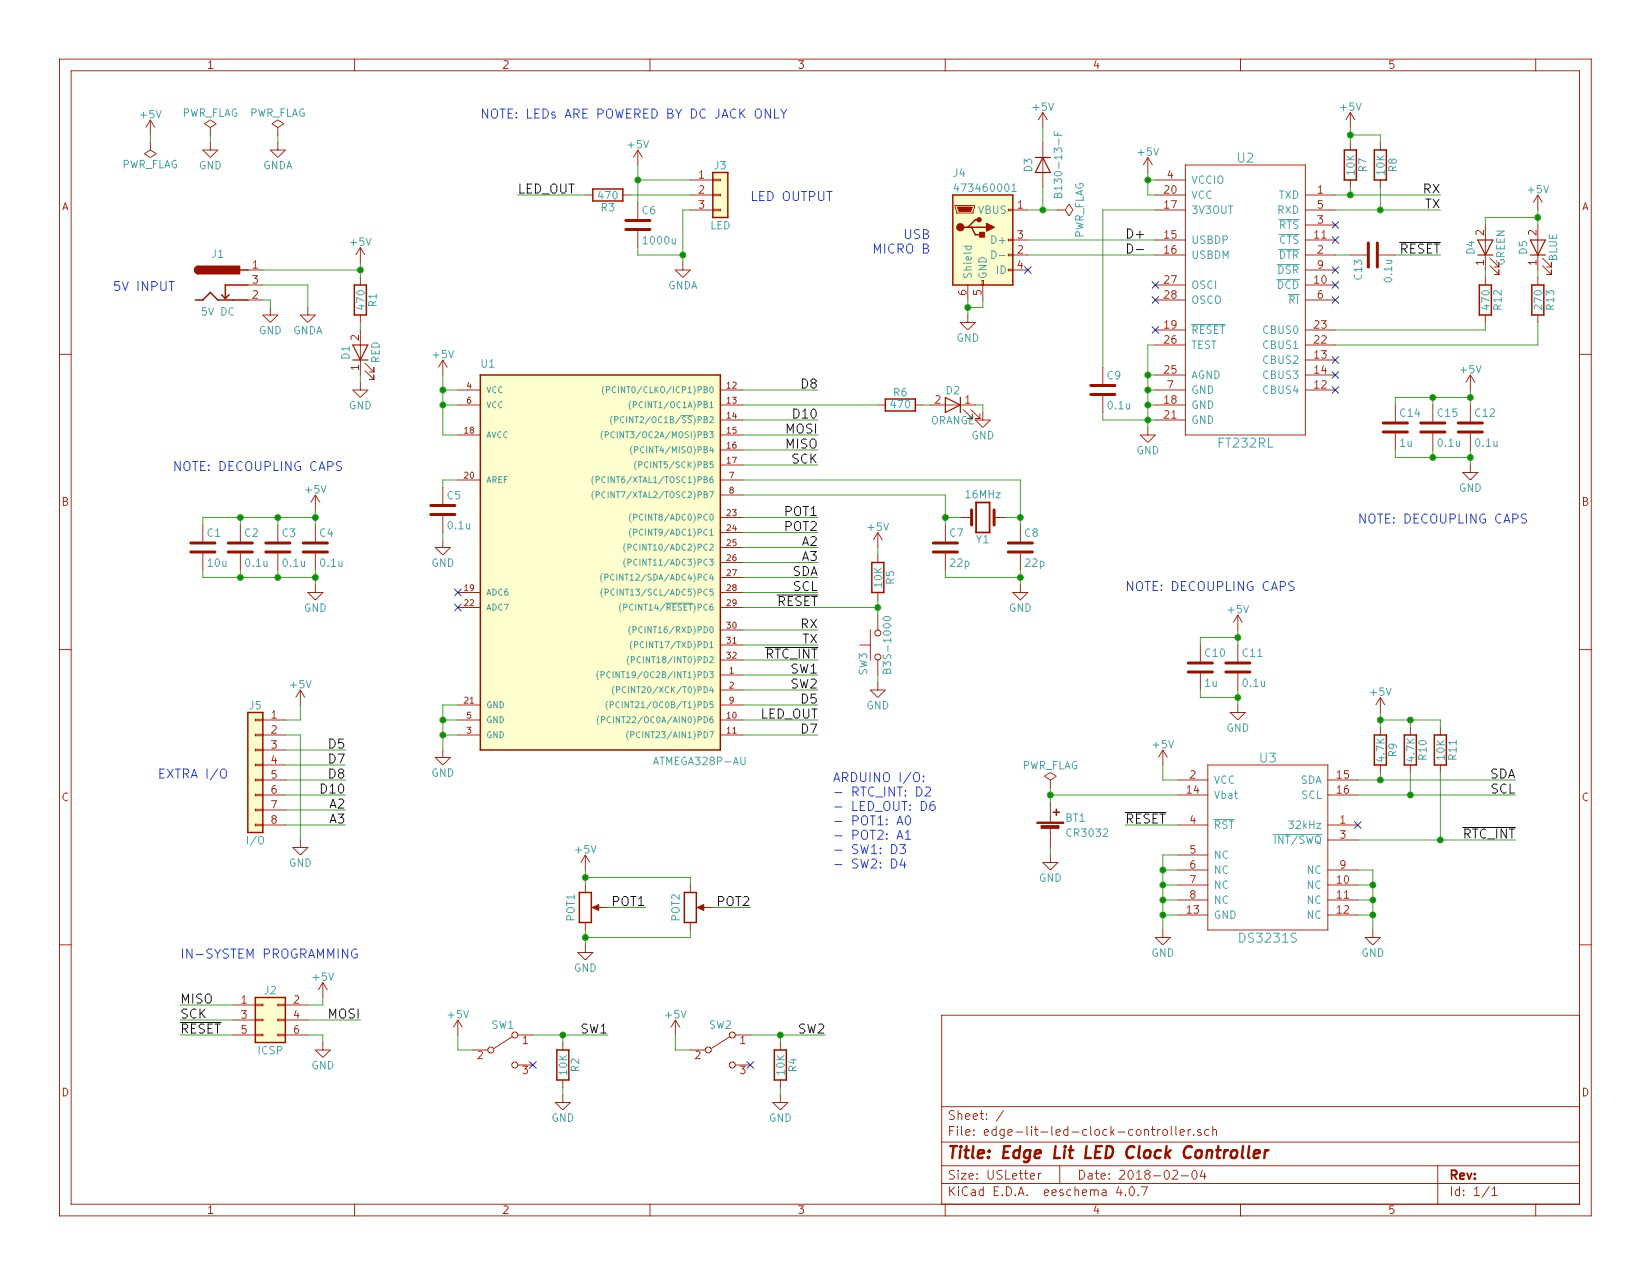 1 2 3 4 5
A
B
C
D
+5V
PWR_FLAG
PWR_FLAG
GND
PWR_FLAG
GNDA
NOTE: LEDs ARE POWERED BY DC JACK ONLY
+5V
LED_OUT
470
R3
C6
1000u
GNDA
J3
1
2
3
LED
LED OUTPUT
5V INPUT
J1
1
3
2
5V DC
GND
GNDA
+5V
470
R1
D1
2
1
RED
GND
USB
MICRO B
J4
473460001
VBUS 1
D+ 3
D- 2
ID 4
Shield
GND
6
5
GND
+5V
D3
B130-13-F
PWR_FLAG
D+
D-
+5V
U2
4 VCCIO
20 VCC
17 3V3OUT
15 USBDP
16 USBDM
27 OSCI
28 OSCO
19 RESET
26 TEST
25 AGND
7 GND
18 GND
21 GND
TXD 1
RXD 5
RTS 3
CTS 11
DTR 2
DSR 9
DCD 10
RI 6
CBUS0 23
CBUS1 22
CBUS2 13
CBUS3 14
CBUS4 12
FT232RL
C9
0.1u
GND
+5V
10K
R7
10K
R8
RX
TX
C13
0.1u
RESET
+5V
D4
2
1
GREEN
D5
2
1
BLUE
470
R12
270
R13
+5V
C14
1u
C15
0.1u
C12
0.1u
GND
NOTE: DECOUPLING CAPS
NOTE: DECOUPLING CAPS
+5V
C1
10u
C2
0.1u
C3
0.1u
C4
0.1u
GND
+5V
U1
4 VCC
6 VCC
18 AVCC
20 AREF
19 ADC6
22 ADC7
21 GND
5 GND
3 GND
GND
C5
0.1u
GND
(PCINT0/CLKO/ICP1)PB0 12 D8
(PCINT1/OC1A)PB1 13
(PCINT2/OC1B/SS)PB2 14 D10
(PCINT3/OC2A/MOSI)PB3 15 MOSI
(PCINT4/MISO)PB4 16 MISO
(PCINT5/SCK)PB5 17 SCK
(PCINT6/XTAL1/TOSC1)PB6 7
(PCINT7/XTAL2/TOSC2)PB7 8
(PCINT8/ADC0)PC0 23 POT1
(PCINT9/ADC1)PC1 24 POT2
(PCINT10/ADC2)PC2 25 A2
(PCINT11/ADC3)PC3 26 A3
(PCINT12/SDA/ADC4)PC4 27 SDA
(PCINT13/SCL/ADC5)PC5 28 SCL
(PCINT14/RESET)PC6 29 RESET
(PCINT16/RXD)PD0 30 RX
(PCINT17/TXD)PD1 31 TX
(PCINT18/INT0)PD2 32 RTC_INT
(PCINT19/OC2B/INT1)PD3 1 SW1
(PCINT20/XCK/T0)PD4 2 SW2
(PCINT21/OC0B/T1)PD5 9 D5
(PCINT22/OC0A/AIN0)PD6 10 LED_OUT
(PCINT23/AIN1)PD7 11 D7
ATMEGA328P-AU
R6
470
D2
2
1
ORANGE
GND
16MHz
Y1
C7
22p
C8
22p
GND
+5V
10K
R5
SW3
B3S-1000
GND
NOTE: DECOUPLING CAPS
+5V
C10
1u
C11
0.1u
GND
EXTRA I/O
J5
+5V
1
2
3 D5
4 D7
5 D8
6 D10
7 A2
8 A3
I/O
GND
ARDUINO I/O:
- RTC_INT: D2
- LED_OUT: D6
- POT1: A0
- POT2: A1
- SW1: D3
- SW2: D4
PWR_FLAG
BT1
CR3032
GND
+5V
U3
2 VCC
14 Vbat
RESET
4 RST
5 NC
6 NC
7 NC
8 NC
13 GND
GND
SDA 15
SCL 16
32kHz 1
INT/SWQ 3
NC 9
NC 10
NC 11
NC 12
GND
DS3231S
+5V
4.7K
R9
4.7K
R10
10K
R11
SDA
SCL
RTC_INT
+5V
POT1
POT1
POT2
POT2
GND
IN-SYSTEM PROGRAMMING
J2
+5V
MISO 1 2
SCK 3 4 MOSI
RESET 5 6
ICSP
GND
+5V
SW1
2
1
3
SW1
10K
R2
GND
+5V
SW2
2
1
3
SW2
10K
R4
GND
Sheet: /
File: edge-lit-led-clock-controller.sch
Title: Edge Lit LED Clock Controller
Size: USLetter Date: 2018-02-04 Rev:
KiCad E.D.A. eeschema 4.0.7 Id: 1/1
A
B
C
D
1 2 3 4 5